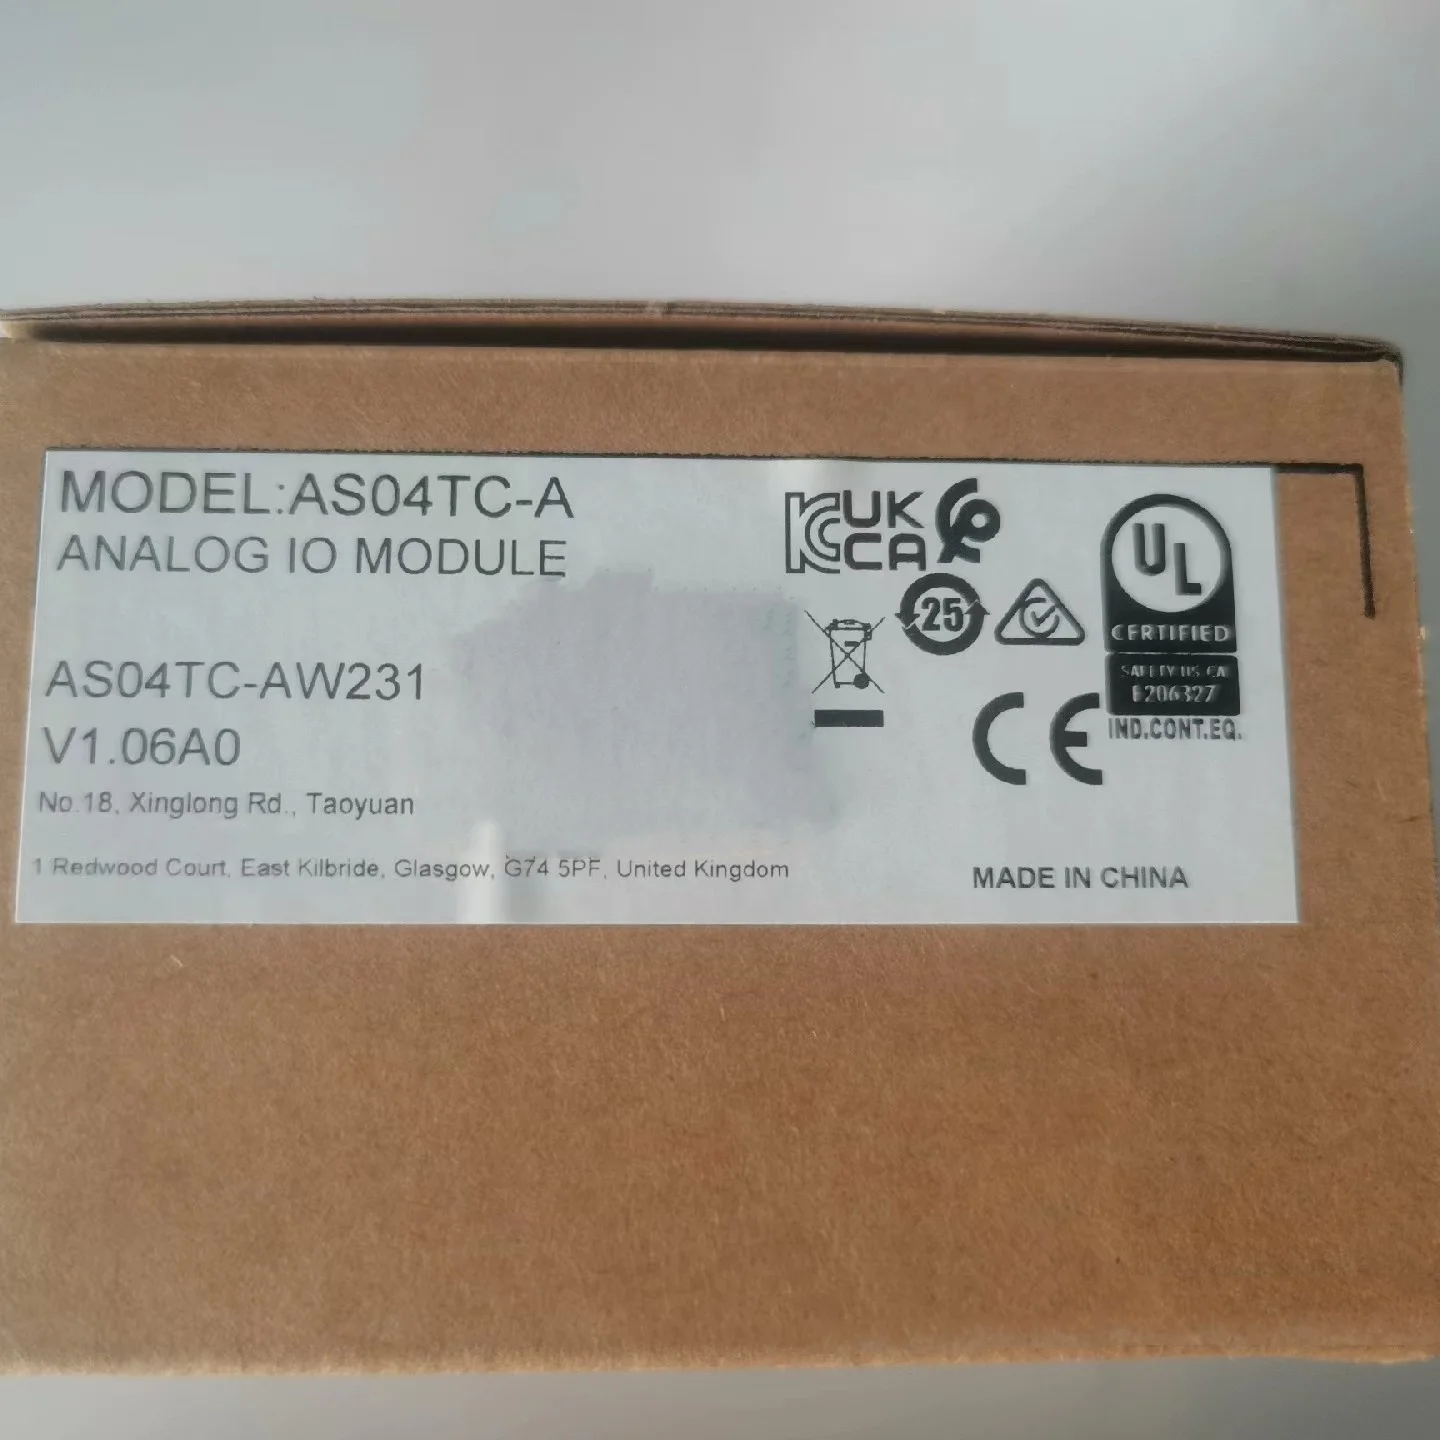 MODEL:AS04TC-A
ANALOG IO MODULE
AS04TC-AW231
V1.06A0
No.18, Xinglong Rd., Taoyuan
1 Redwood Court, East Kilbride, Glasgow, G74 5PF, United Kingdom
UK
CA
25
UL
CERTIFIED
SAFETY US CA
E206327
IND.CONT.EQ.
CE
MADE IN CHINA